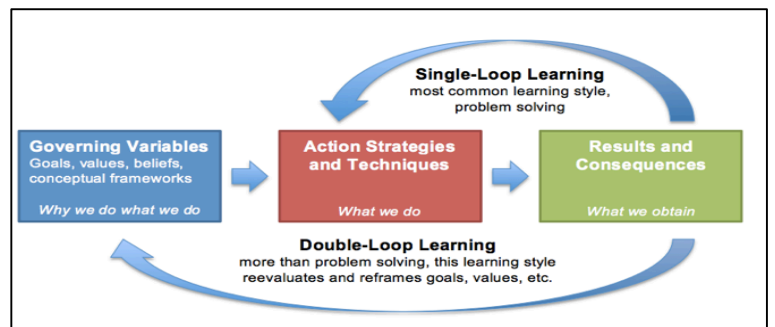 Single-Loop Learning
most common learning style,
problem solving
Governing Variables
Goals, values, beliefs,
conceptual frameworks
Why we do what we do
Action Strategies
and Techniques
What we do
Results and
Consequences
What we obtain
Double-Loop Learning
more than problem solving, this learning style
reevaluates and reframes goals, values, etc.